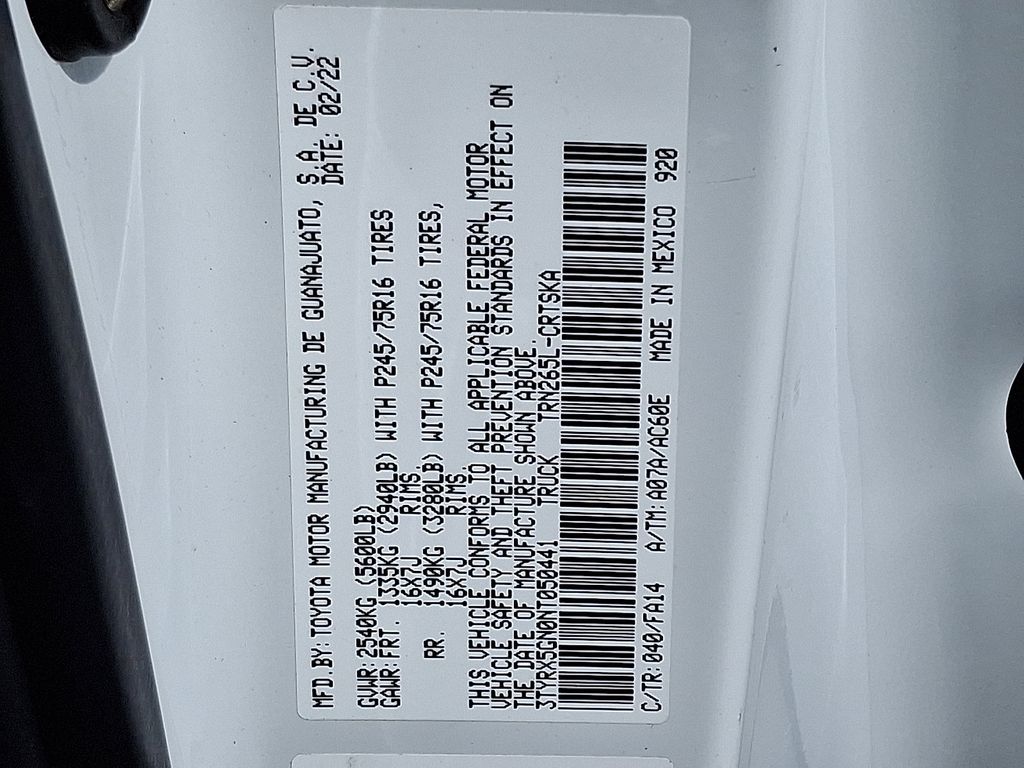 MFD.BY:TOYOTA MOTOR MANUFACTURING DE GUANAJUATO, S.A. DE C.V.
DATE: 02/22
GVWR:2540KG (5600LB)
GAWR:FRT. 1335KG (2940LB) WITH P245/75R16 TIRES
16X7J RIMS,
RR. 1490KG (3280LB) WITH P245/75R16 TIRES,
16X7J RIMS,
THIS VEHICLE CONFORMS TO ALL APPLICABLE FEDERAL MOTOR
VEHICLE SAFETY AND THEFT PREVENTION STANDARDS IN EFFECT ON
THE DATE OF MANUFACTURE SHOWN ABOVE.
3TYRX5GN0NT050441 TRUCK TRN265L-CRTSKA
C/TR:040/FA14 A/TM:A07A/AC60E MADE IN MEXICO 920